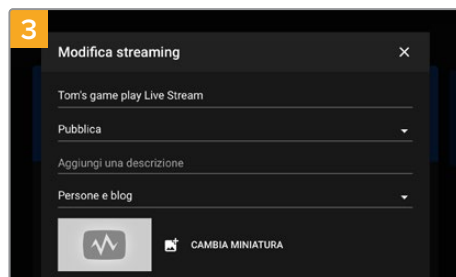 3
Modifica streaming
Tom's game play Live Stream
Pubblica
Aggiungi una descrizione
Persone e blog
CAMBIA MINIATURA